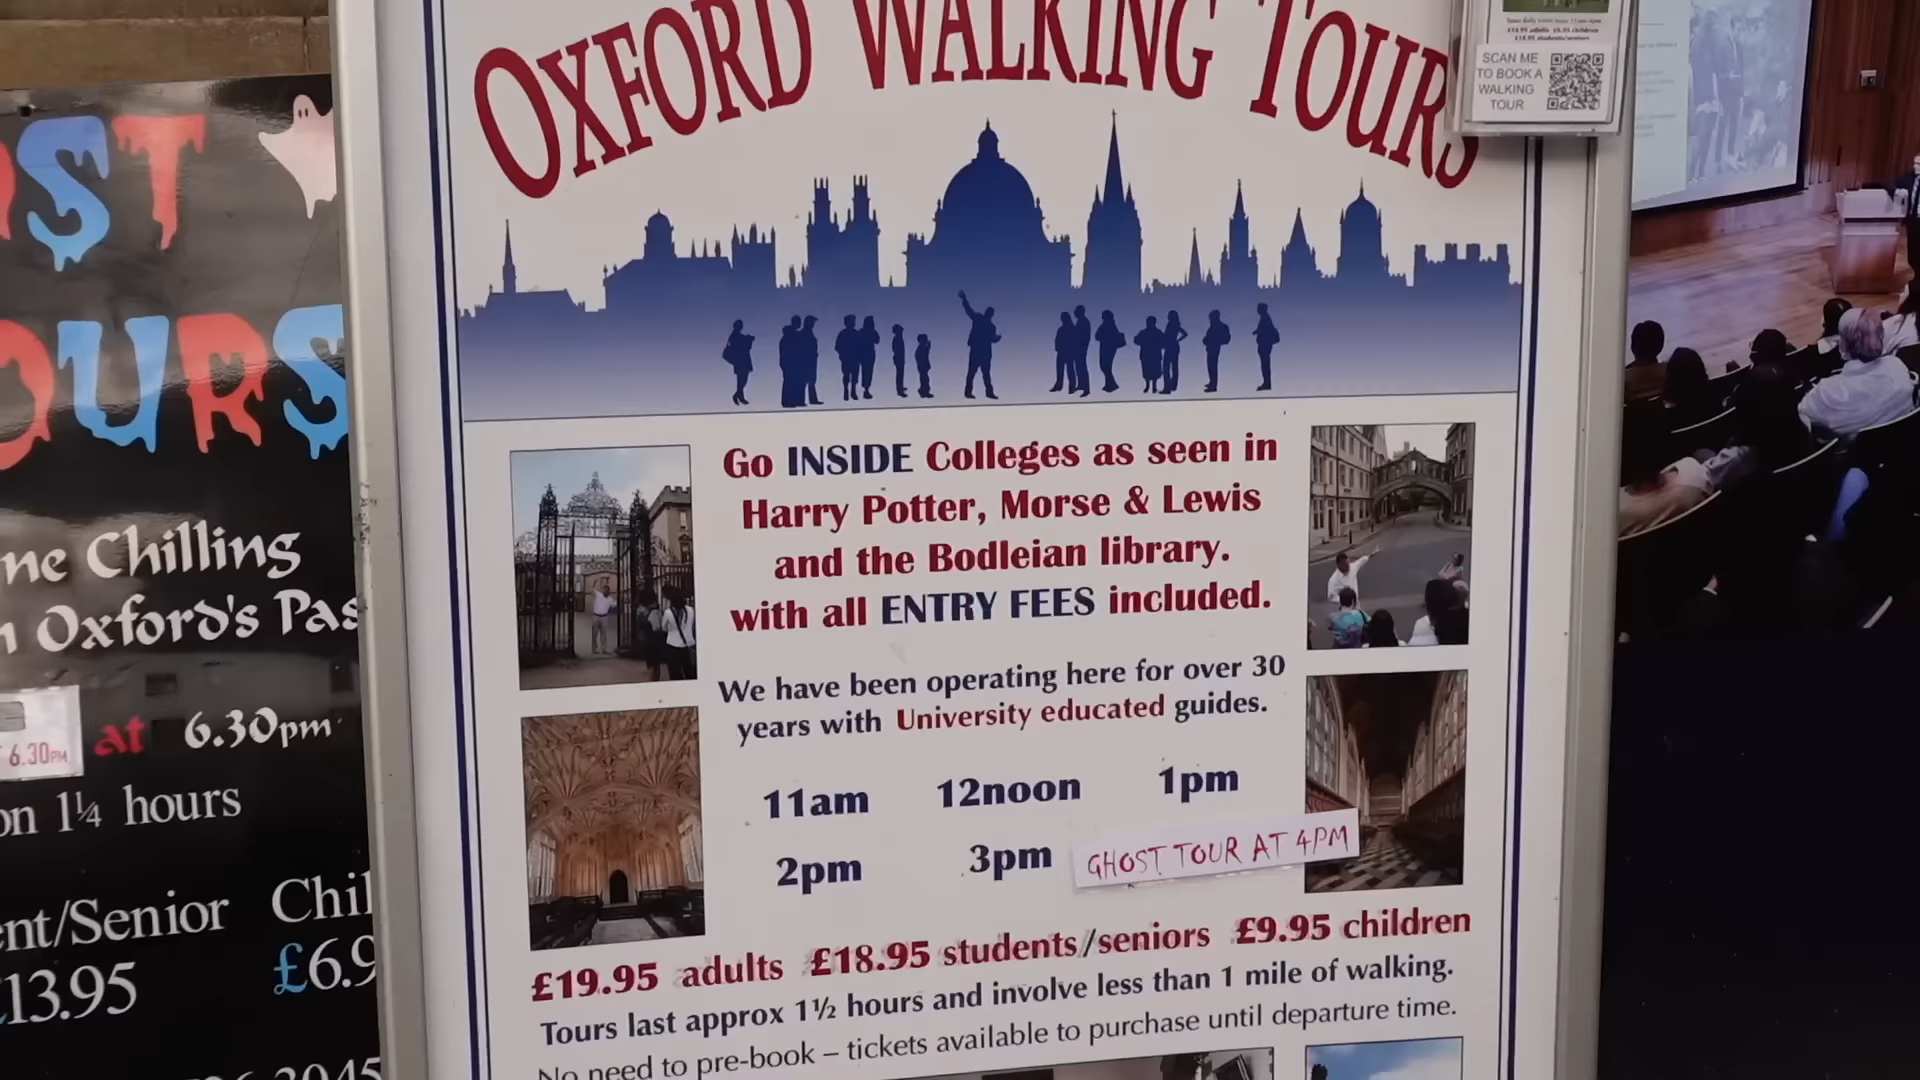 OXFORD WALKING TOURS
SCAN ME
TO BOOK A
WALKING
TOUR
Go INSIDE Colleges as seen in
Harry Potter, Morse & Lewis
and the Bodleian library.
with all ENTRY FEES included.
We have been operating here for over 30
years with University educated guides.
11am 12noon 1pm
2pm 3pm GHOST TOUR AT 4PM
£19.95 adults £18.95 students/seniors £9.95 children
Tours last approx 1½ hours and involve less than 1 mile of walking.
No need to pre-book – tickets available to purchase until departure time.
ST
OURS
ne Chilling
n Oxford's Pas
6.30PM at 6.30pm
on 1¼ hours
ent/Senior Chil
£13.95 £6.9